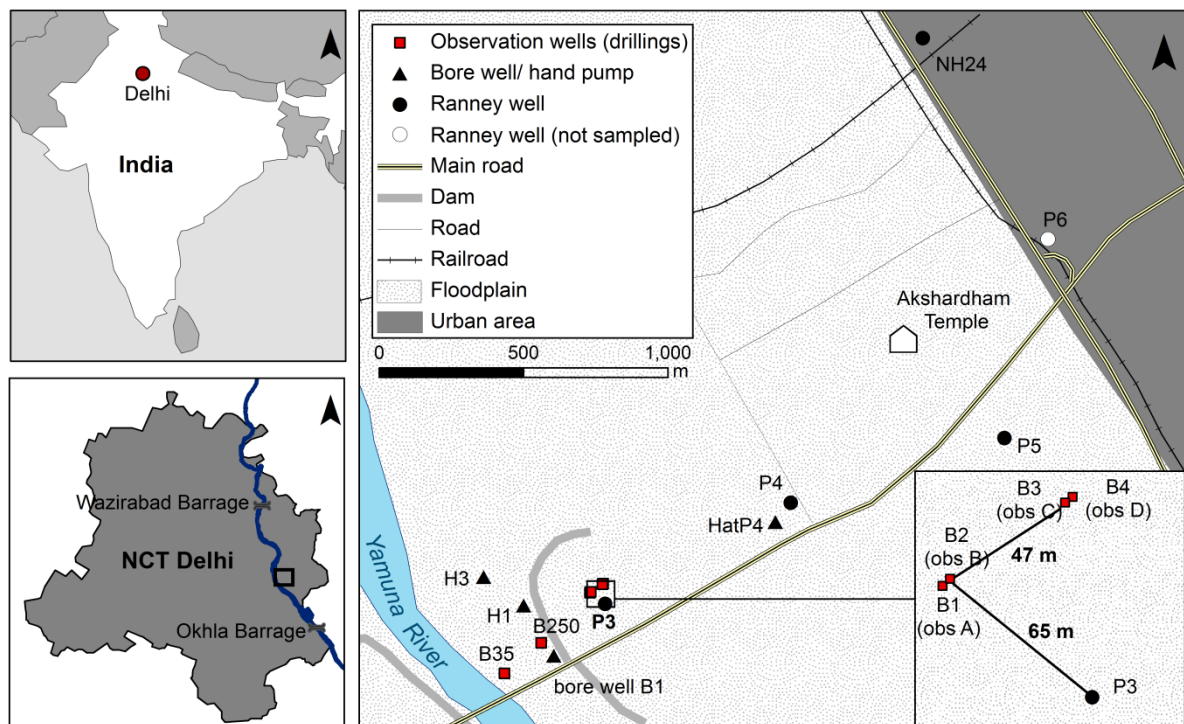 Delhi
India
Wazirabad Barrage
NCT Delhi
Okhla Barrage
Observation wells (drillings)
Bore well/ hand pump
Ranney well
Ranney well (not sampled)
Main road
Dam
Road
Railroad
Floodplain
Urban area
0 500 1,000
m
NH24
P6
Akshardham
Temple
P5
P4
HatP4
H3
H1
P3
B250
B35
bore well B1
Yamuna River
B3
(obs C)
B4
(obs D)
B2
(obs B)
47 m
B1
(obs A)
65 m
P3